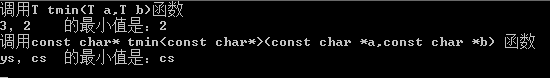 调用T tmin(T a,T b)函数
3, 2    的最小值是: 2
调用const char* tmin<const char*>(const char *a,const char *b) 函数
ys, cs  的最小值是: cs